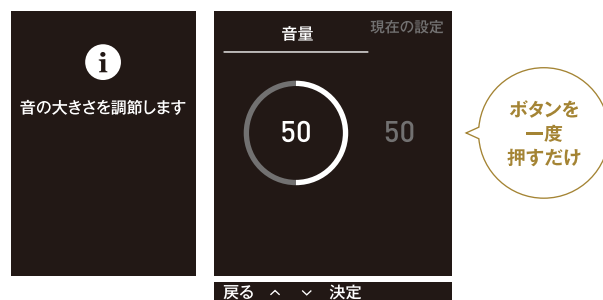 音の大きさを調節します
音量
現在の設定
50
50
戻る ^ v 決定
ボタンを
一度
押すだけ